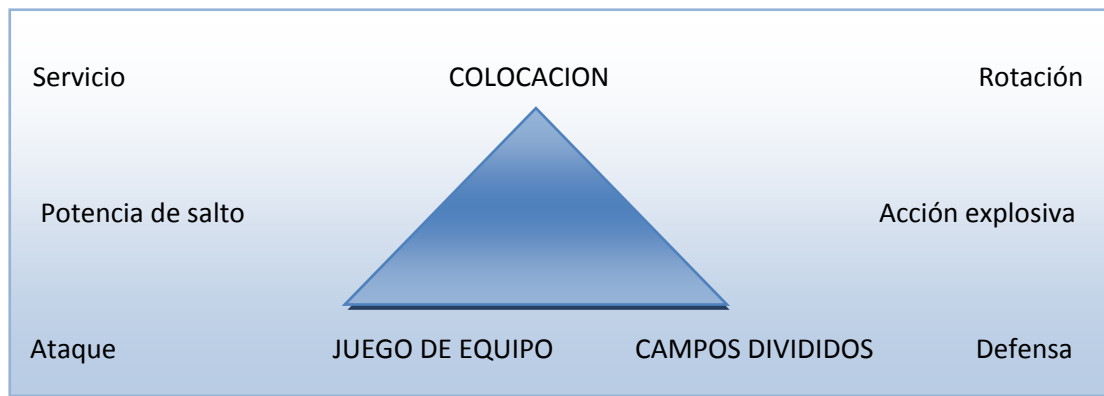 Servicio COLOCACION Rotación
Potencia de salto Acción explosiva
Ataque JUEGO DE EQUIPO CAMPOS DIVIDIDOS Defensa